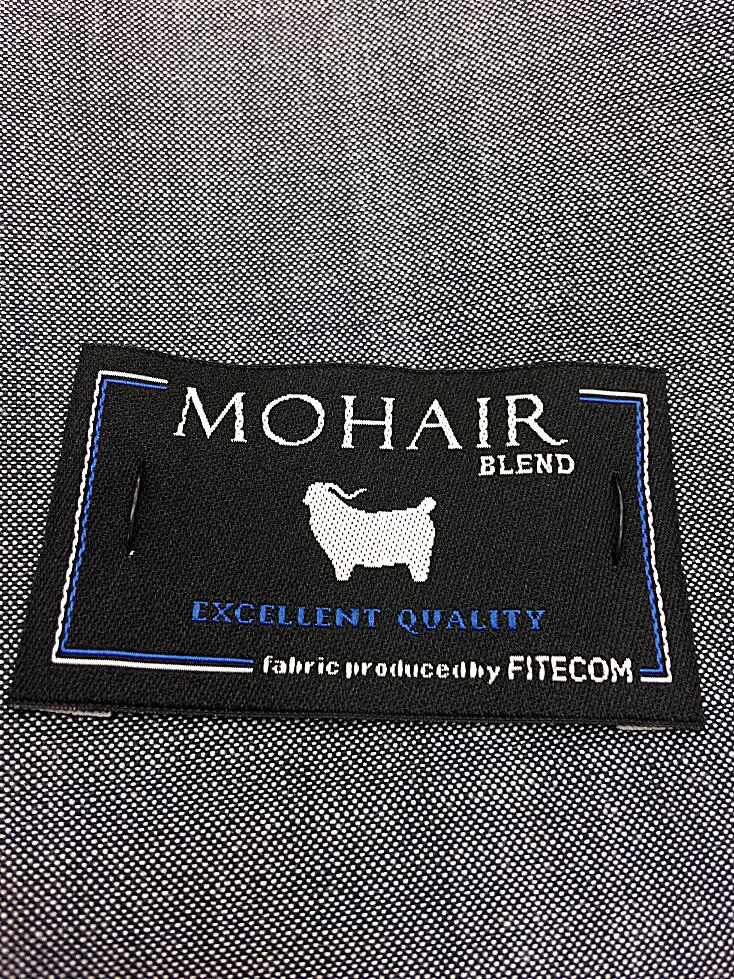 MOHAIR
BLEND
EXCELLENT QUALITY
fabric produced by FITECOM